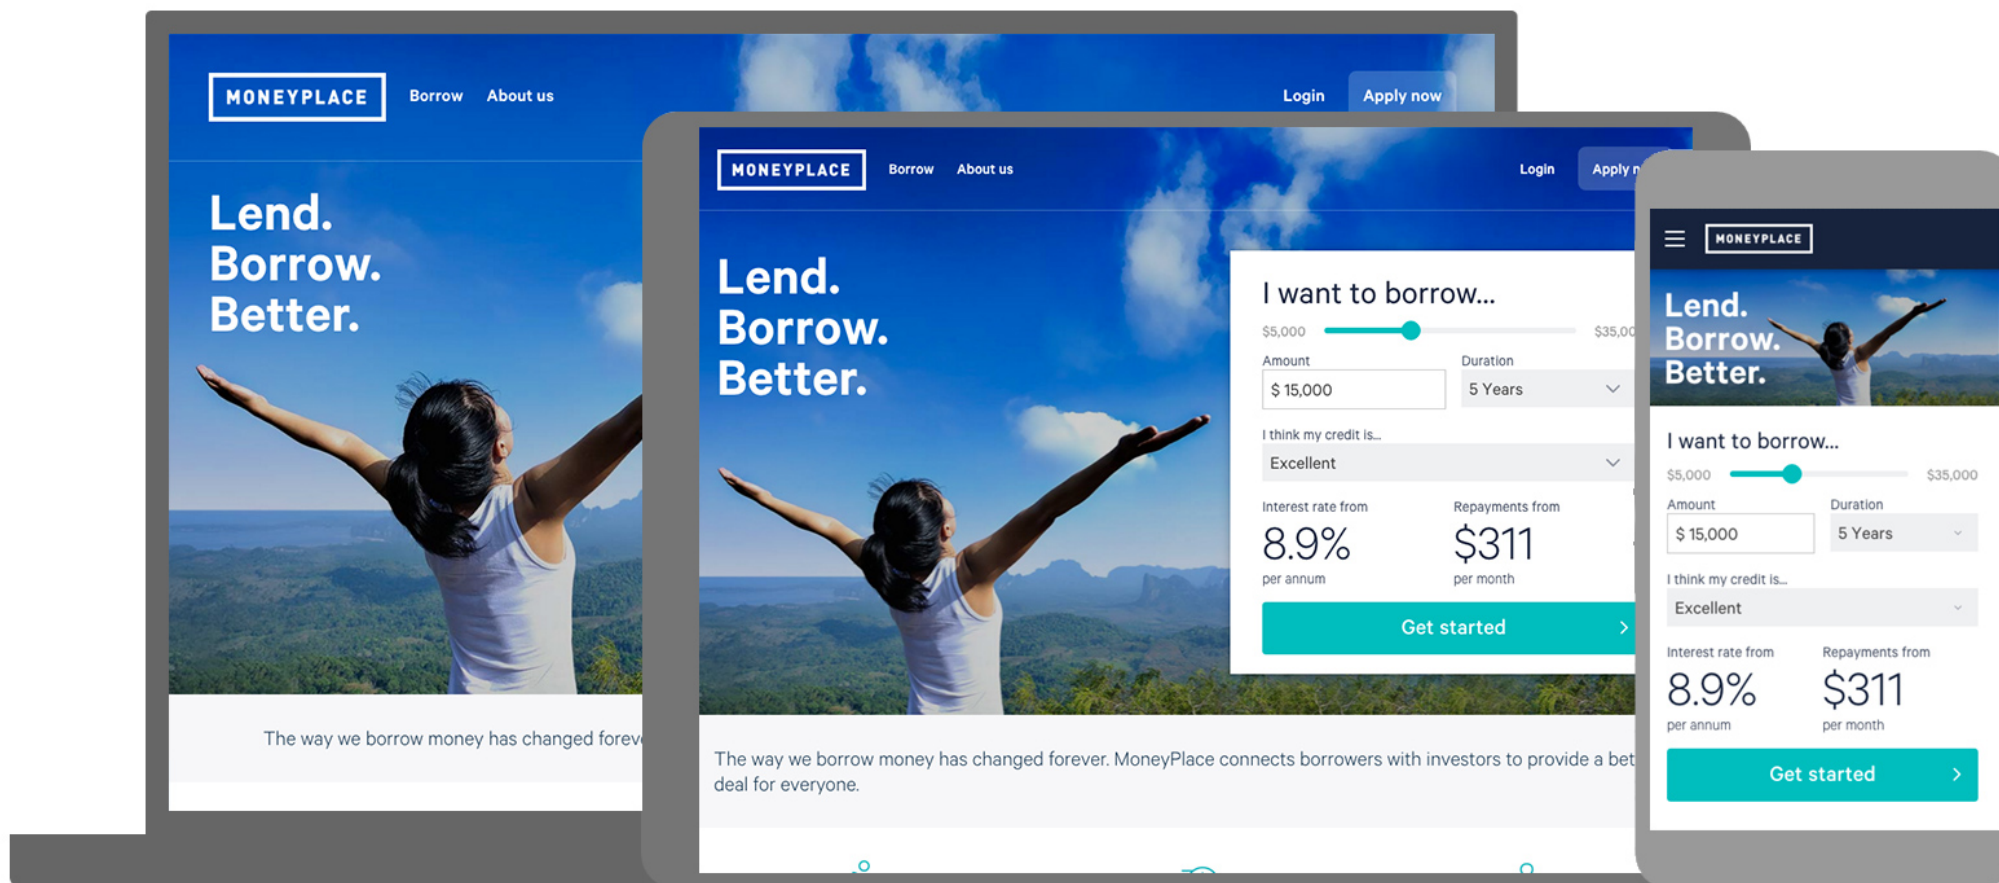 MONEYPLACE Borrow About us Login Apply now
Lend.
Borrow.
Better.
The way we borrow money has changed
MONEYPLACE Borrow About us Login Apply
Lend.
Borrow.
Better.
I want to borrow...
$5,000
Amount Duration
$ 15,000 5 Years
I think my credit is...
Excellent
Interest rate from Repayments from
8.9% $311
per annum per month
Get started
The way we borrow money has changed forever. MoneyPlace connects borrowers with investors to provide a
deal for everyone.
MONEYPLACE
Lend.
Borrow.
Better.
I want to borrow...
$5,000 $35,000
Amount Duration
$ 15,000 5 Years
I think my credit is...
Excellent
Interest rate from Repayments from
8.9% $311
per annum per month
Get started